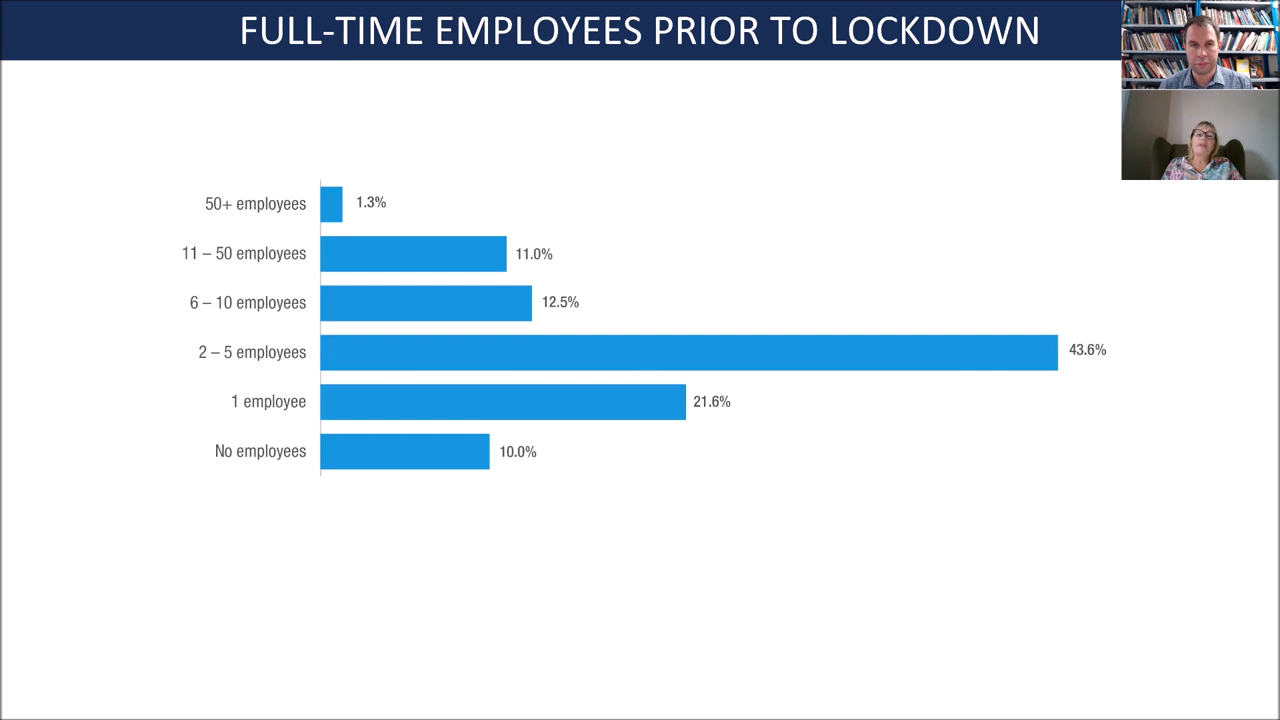 FULL-TIME EMPLOYEES PRIOR TO LOCKDOWN
50+ employees 1.3%
11 – 50 employees 11.0%
6 – 10 employees 12.5%
2 – 5 employees 43.6%
1 employee 21.6%
No employees 10.0%